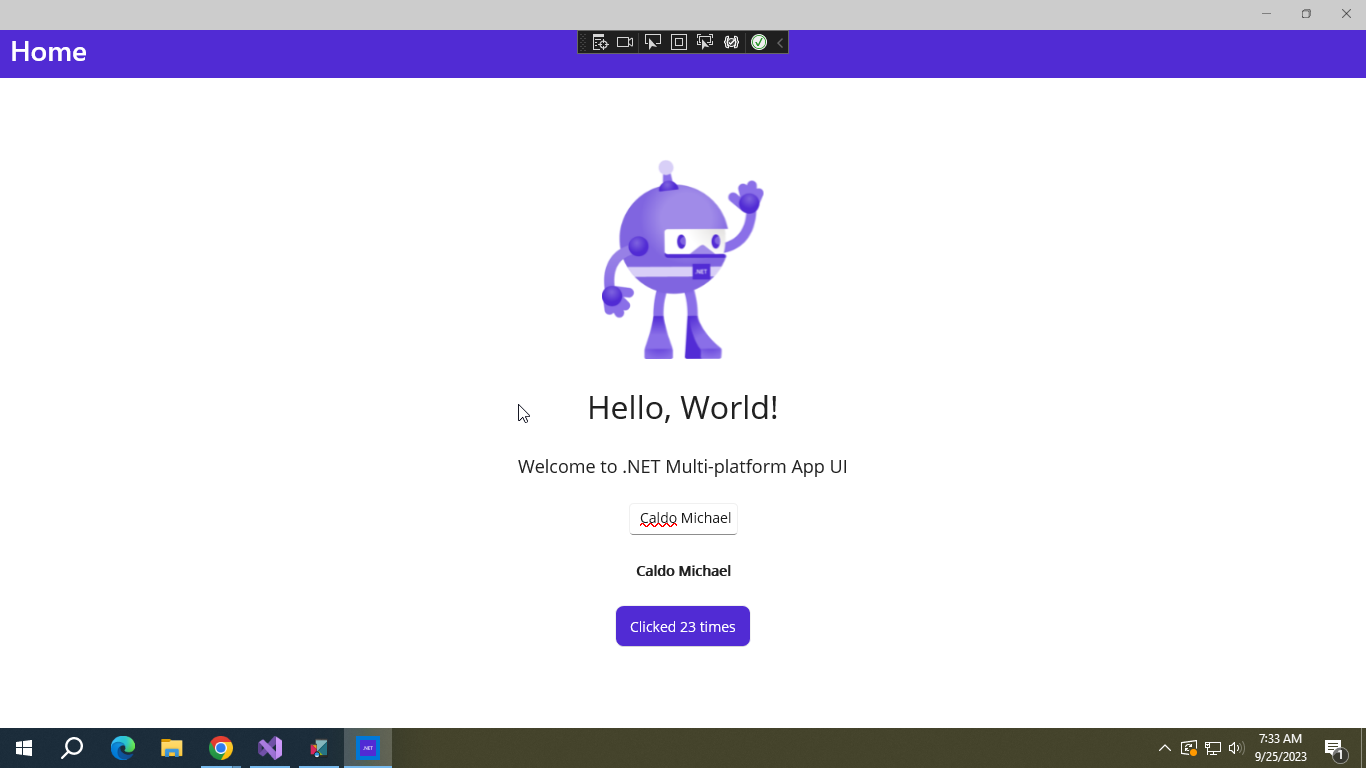 Home
.NET
Hello, World!
Welcome to .NET Multi-platform App UI
Caldo Michael
Caldo Michael
Clicked 23 times
.NET
7:33 AM
9/25/2023
1